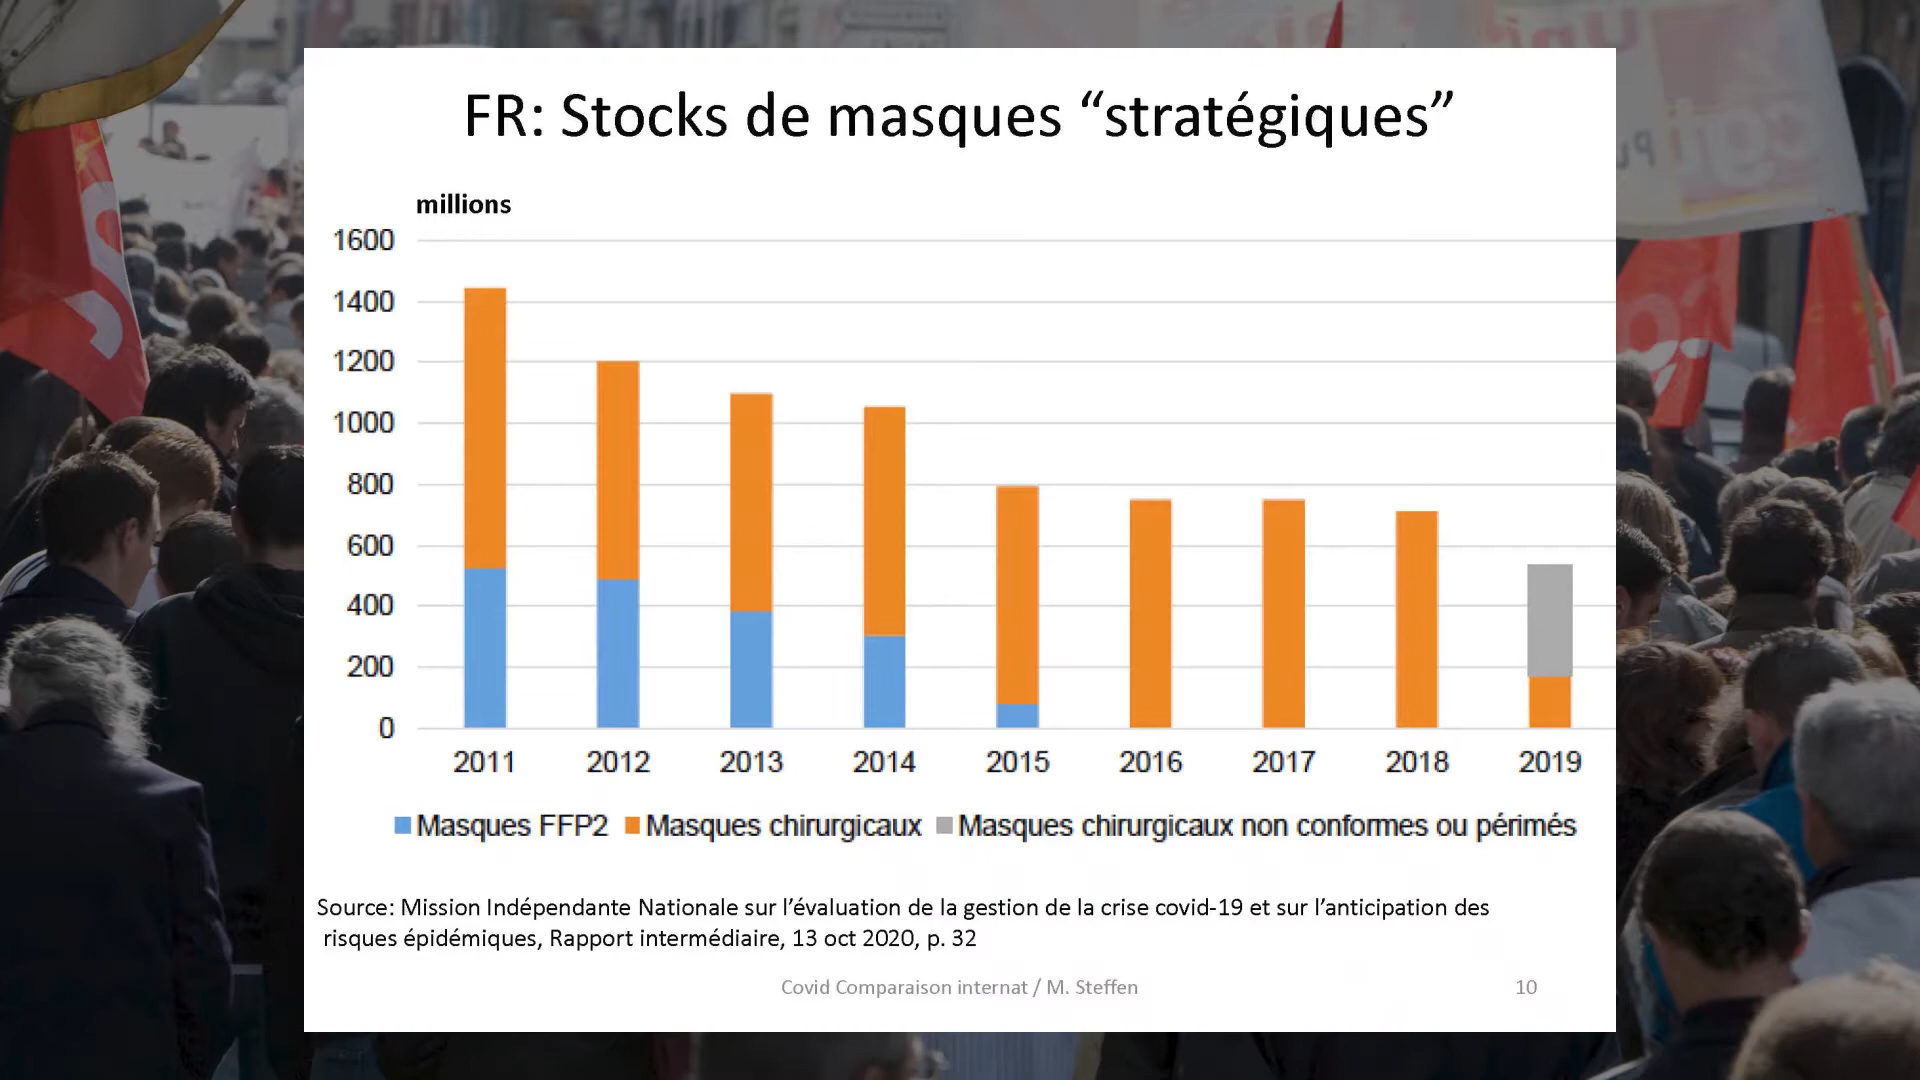 FR: Stocks de masques “stratégiques”
millions
1600
1400
1200
1000
800
600
400
200
0
2011 2012 2013 2014 2015 2016 2017 2018 2019
Masques FFP2 Masques chirurgicaux Masques chirurgicaux non conformes ou périmés
Source: Mission Indépendante Nationale sur l’évaluation de la gestion de la crise covid-19 et sur l’anticipation des
risques épidémiques, Rapport intermédiaire, 13 oct 2020, p. 32
Covid Comparaison internat / M. Steffen 10